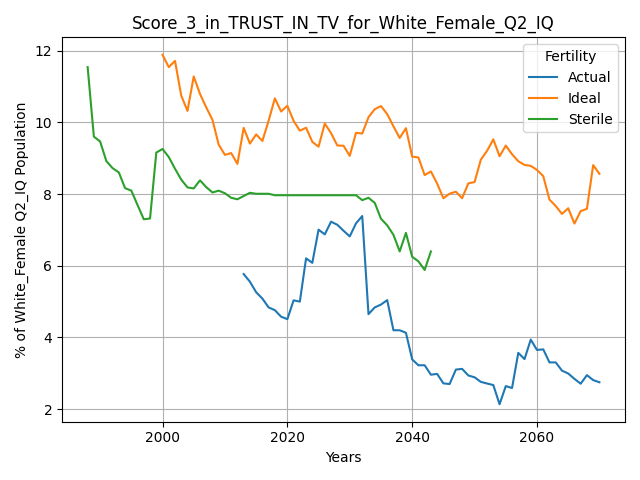 Score_3_in_TRUST_IN_TV_for_White_Female_Q2_IQ
Fertility
Actual
Ideal
Sterile
% of White_Female Q2_IQ Population
12
10
8
6
4
2
2000
2020
2040
2060
Years